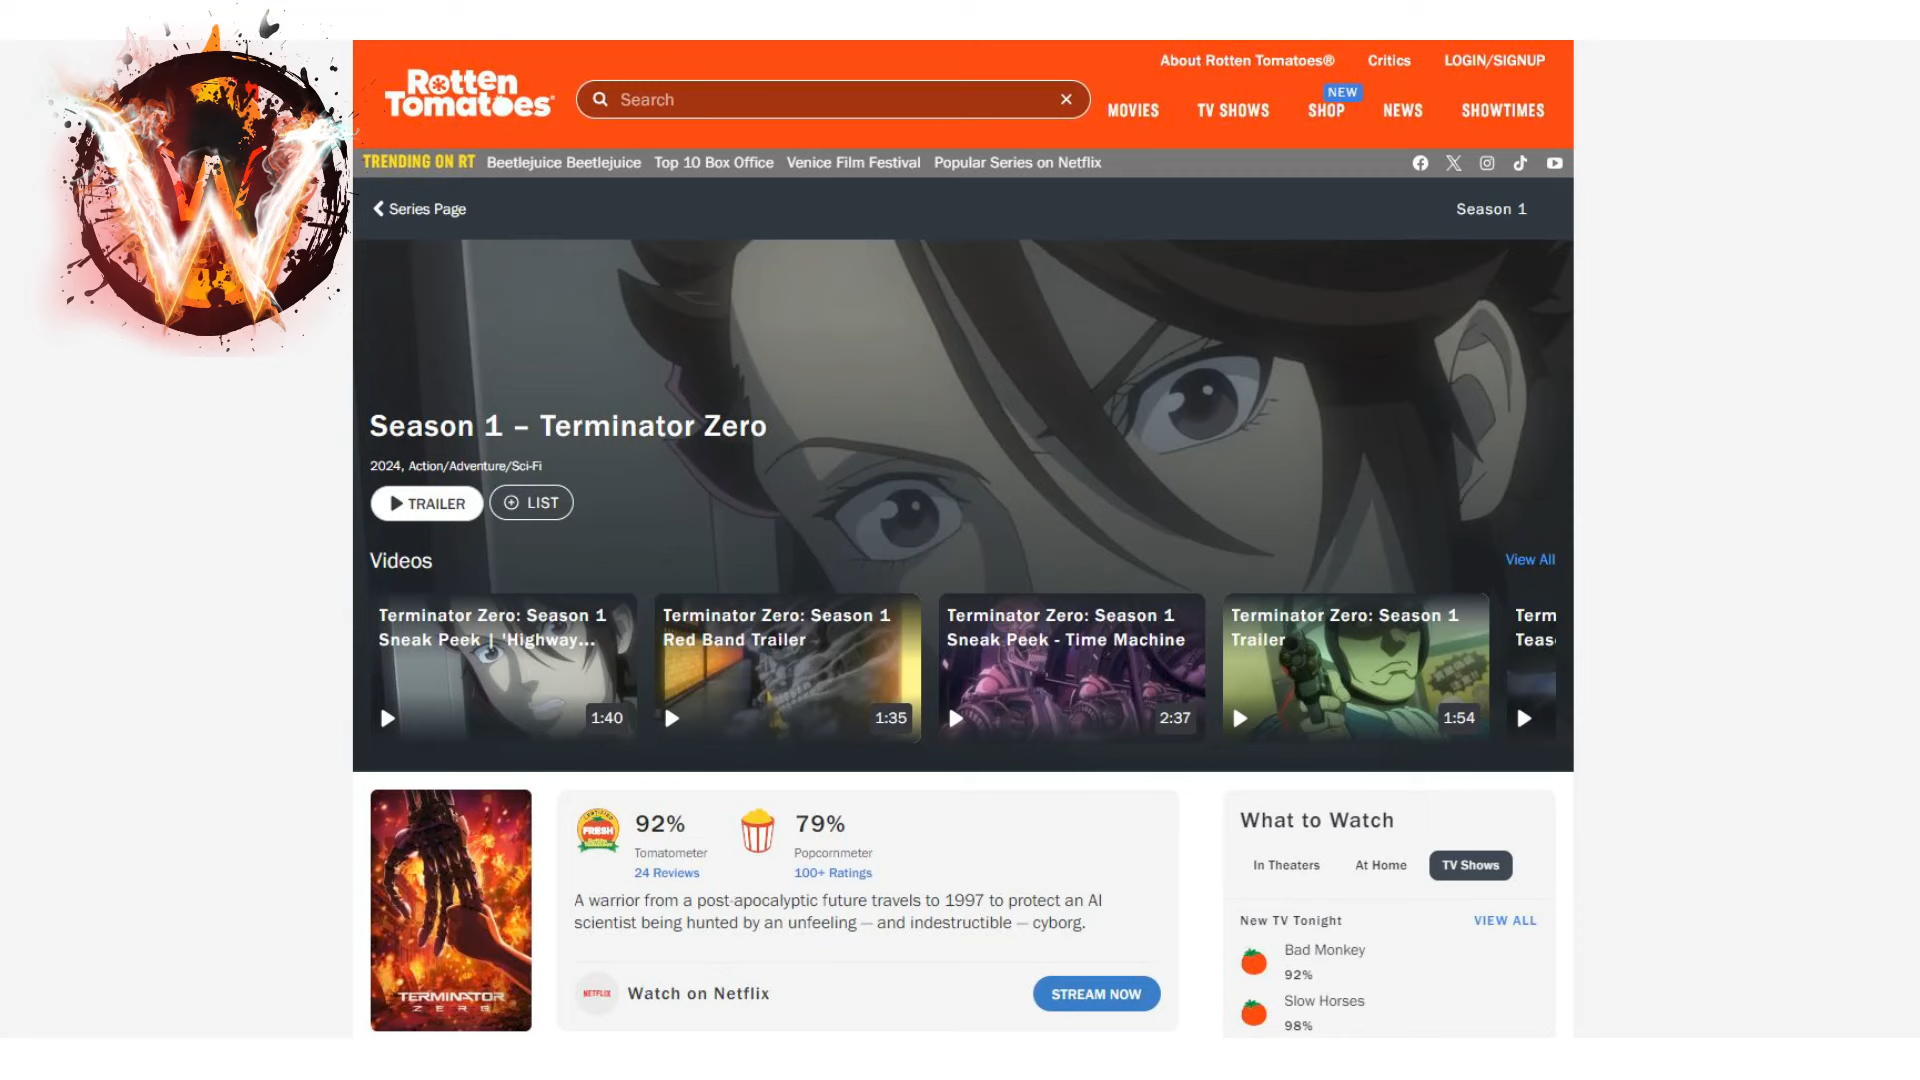 W
About Rotten Tomatoes® Critics LOGIN/SIGNUP
Rotten
Tomatoes
Search
NEW
MOVIES TV SHOWS SHOP NEWS SHOWTIMES
TRENDING ON RT Beetlejuice Beetlejuice Top 10 Box Office Venice Film Festival Popular Series on Netflix
Series Page
Season 1
Season 1 – Terminator Zero
2024, Action/Adventure/Sci-Fi
TRAILER LIST
Videos
View All
Terminator Zero: Season 1
Sneak Peek | 'Highway...
1:40
Terminator Zero: Season 1
Red Band Trailer
1:35
Terminator Zero: Season 1
Sneak Peek - Time Machine
2:37
Terminator Zero: Season 1
Trailer
1:54
Term
Teas
TERMINATOR
ZERO
CERTIFIED
FRESH
92%
Tomatometer
24 Reviews
79%
Popcornmeter
100+ Ratings
A warrior from a post-apocalyptic future travels to 1997 to protect an AI
scientist being hunted by an unfeeling — and indestructible — cyborg.
NETFLIX Watch on Netflix
STREAM NOW
What to Watch
In Theaters At Home TV Shows
New TV Tonight VIEW ALL
Bad Monkey
92%
Slow Horses
98%